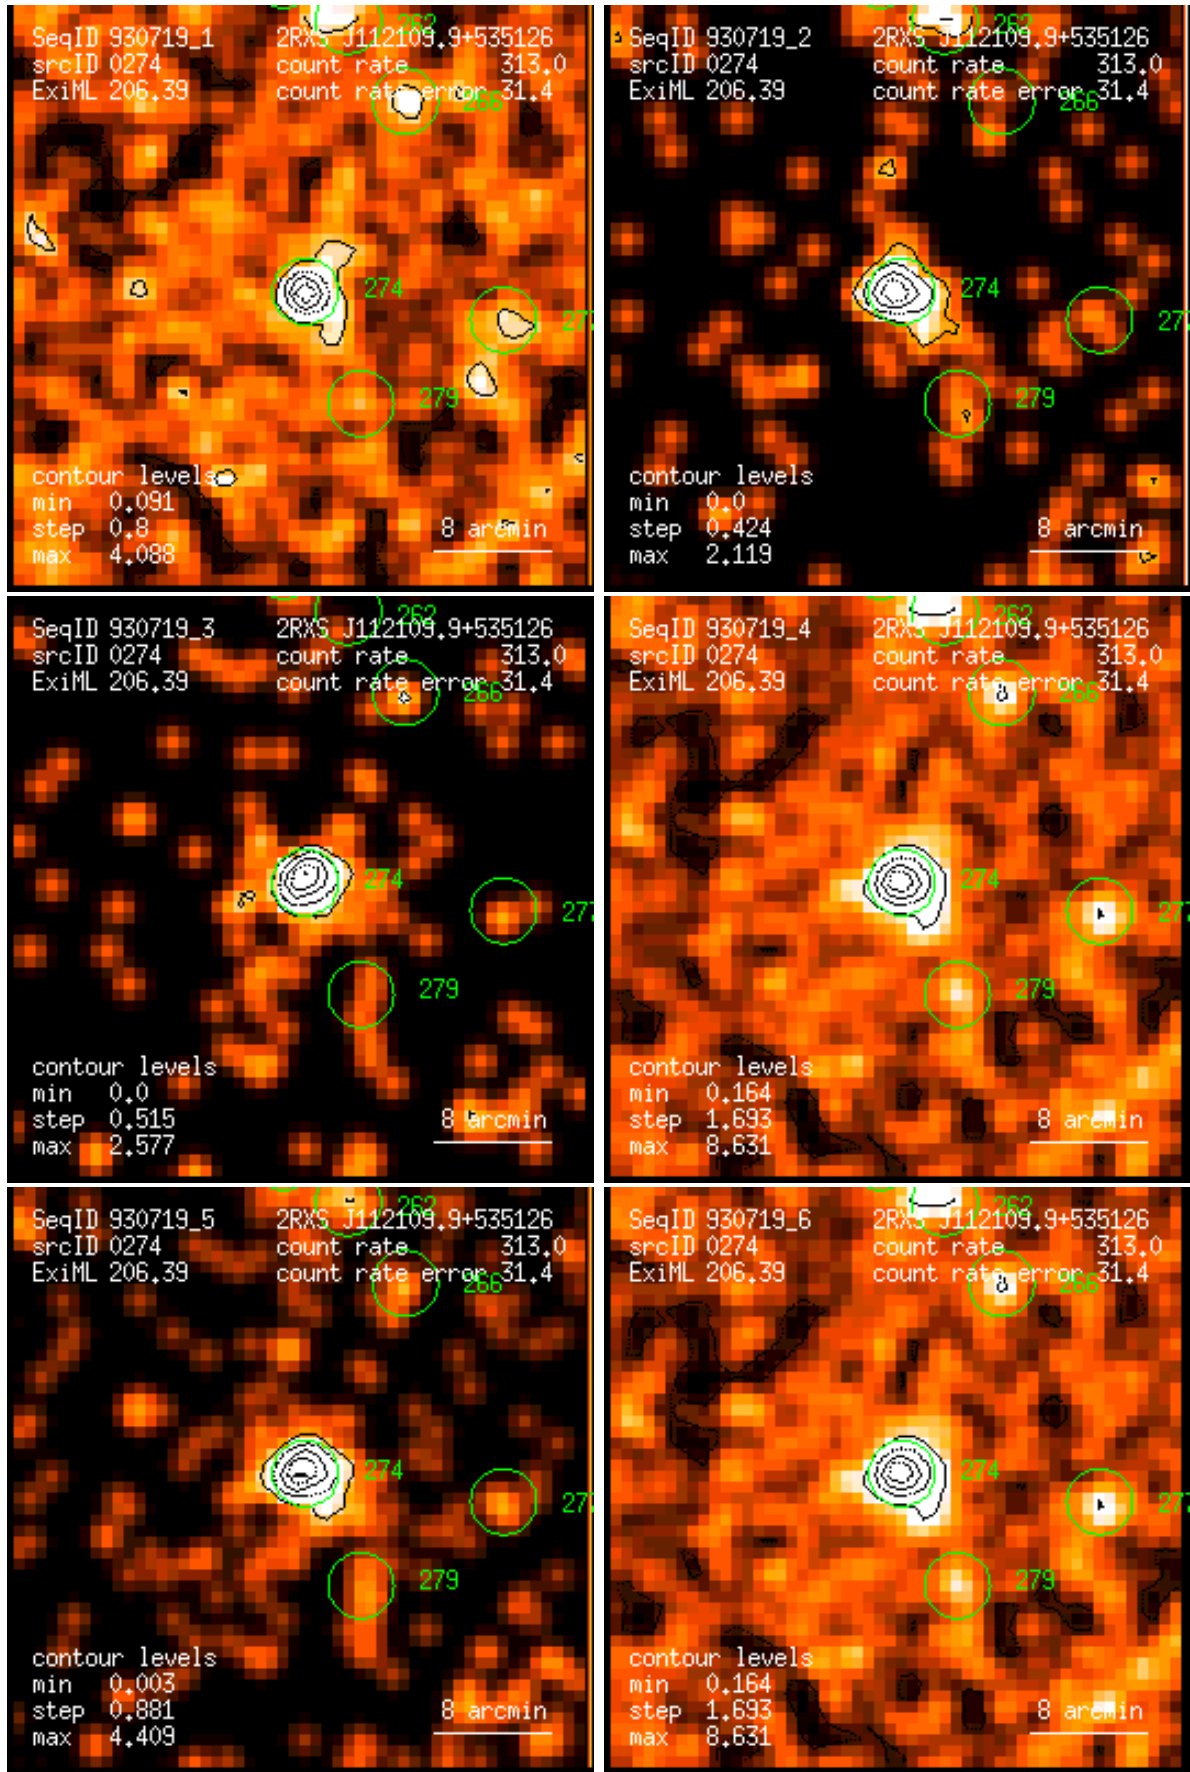 262
SeqID 930719_1 2RXS J112109.9+535126
srcID 0274 count rate 313.0
ExiML 206.39 count rate error 31.4
266
274
277
279
contour levels
min 0.091
step 0.8 8 arcmin
max 4.088
262
SeqID 930719_2 2RXS J112109.9+535126
srcID 0274 count rate 313.0
ExiML 206.39 count rate error 31.4
266
274
277
279
contour levels
min 0.0
step 0.424 8 arcmin
max 2.119
262
SeqID 930719_3 2RXS J112109.9+535126
srcID 0274 count rate 313.0
ExiML 206.39 count rate error 31.4
266
274
277
279
contour levels
min 0.0
step 0.515 8 arcmin
max 2.577
262
SeqID 930719_4 2RXS J112109.9+535126
srcID 0274 count rate 313.0
ExiML 206.39 count rate error 31.4
266
274
277
279
contour levels
min 0.164
step 1.693 8 arcmin
max 8.631
262
SeqID 930719_5 2RXS J112109.9+535126
srcID 0274 count rate 313.0
ExiML 206.39 count rate error 31.4
266
274
277
279
contour levels
min 0.003
step 0.881 8 arcmin
max 4.409
262
SeqID 930719_6 2RXS J112109.9+535126
srcID 0274 count rate 313.0
ExiML 206.39 count rate error 31.4
266
274
277
279
contour levels
min 0.164
step 1.693 8 arcmin
max 8.631